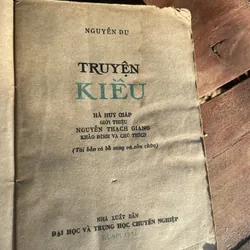 NGUYỄN DU
TRUYỆN
KIỀU
HÀ HUY GIÁP
GIỚI THIỆU
NGUYỄN THẠCH GIANG
KHẢO ĐÍNH VÀ CHÚ THÍCH
(Tái bản có bổ sung và sửa chữa)
NHÀ XUẤT BẢN
ĐẠI HỌC VÀ TRUNG HỌC CHUYÊN NGHIỆP